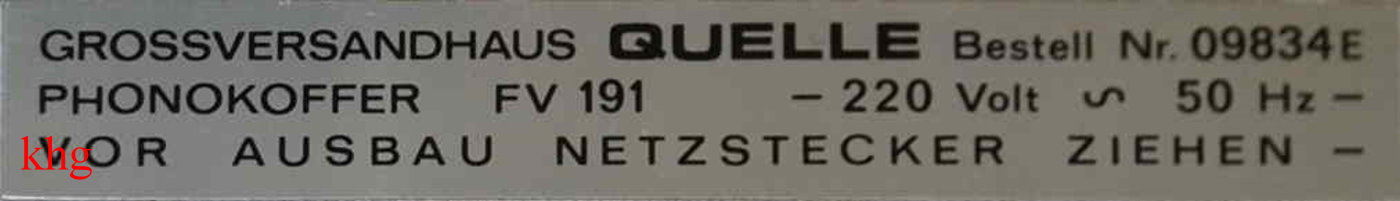 GROSSVERSANDHAUS QUELLE Bestell Nr. 09834E
PHONOKOFFER FV 191 – 220 Volt ∽ 50 Hz –
VOR AUSBAU NETZSTECKER ZIEHEN –
khg